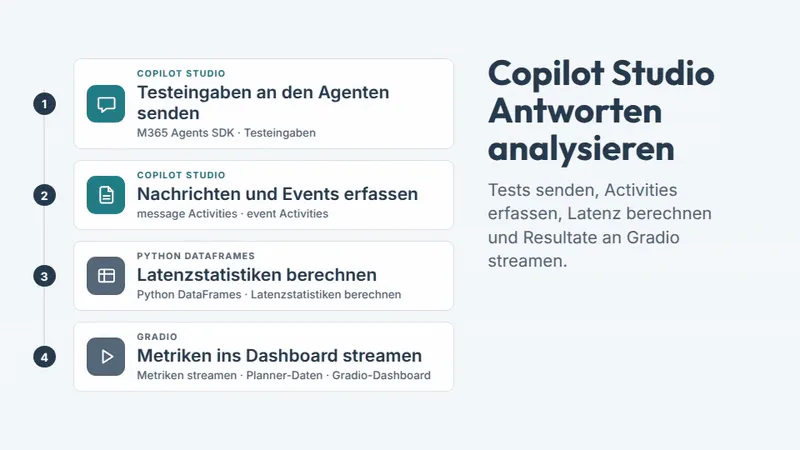 1
COPILOT STUDIO
Testeingaben an den Agenten
senden
M365 Agents SDK · Testeingaben
2
COPILOT STUDIO
Nachrichten und Events erfassen
message Activities · event Activities
3
PYTHON DATAFRAMES
Latenzstatistiken berechnen
Python DataFrames · Latenzstatistiken berechnen
4
GRADIO
Metriken ins Dashboard streamen
Metriken streamen · Planner-Daten · Gradio-Dashboard
Copilot Studio
Antworten
analysieren
Tests senden, Activities
erfassen, Latenz berechnen
und Resultate an Gradio
streamen.